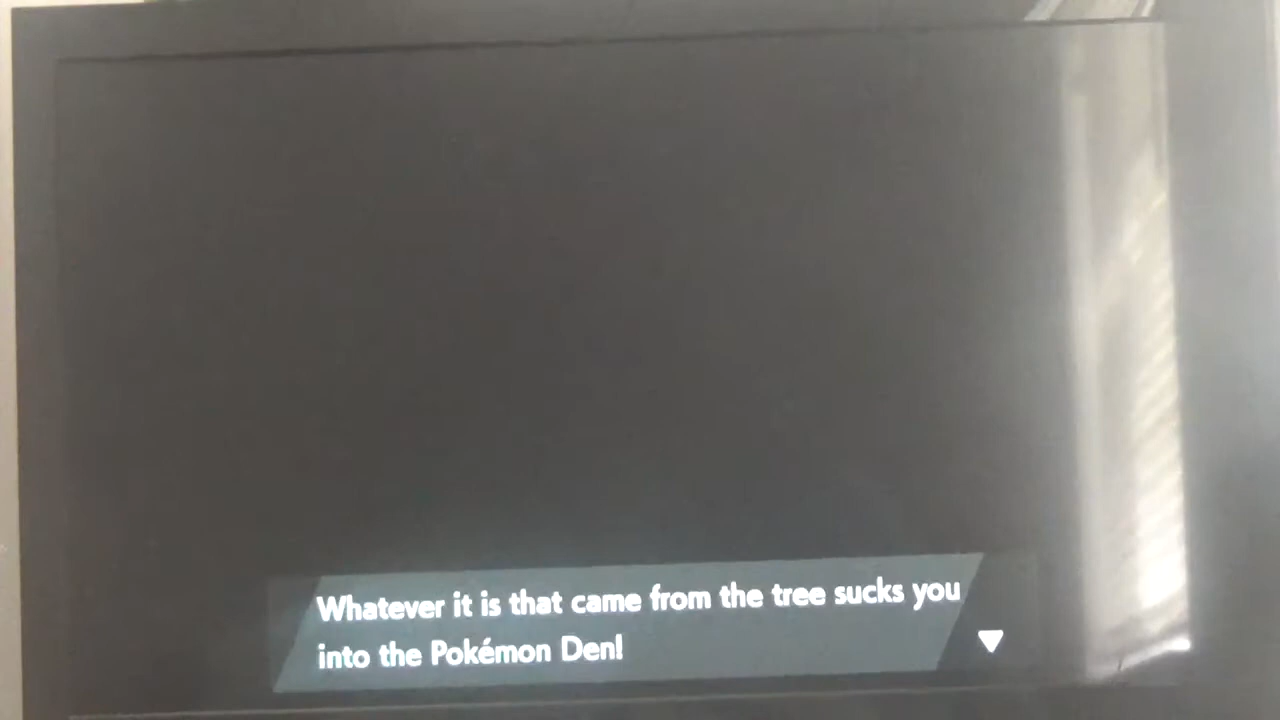 Whatever it is that came from the tree sucks you
into the Pokémon Den!